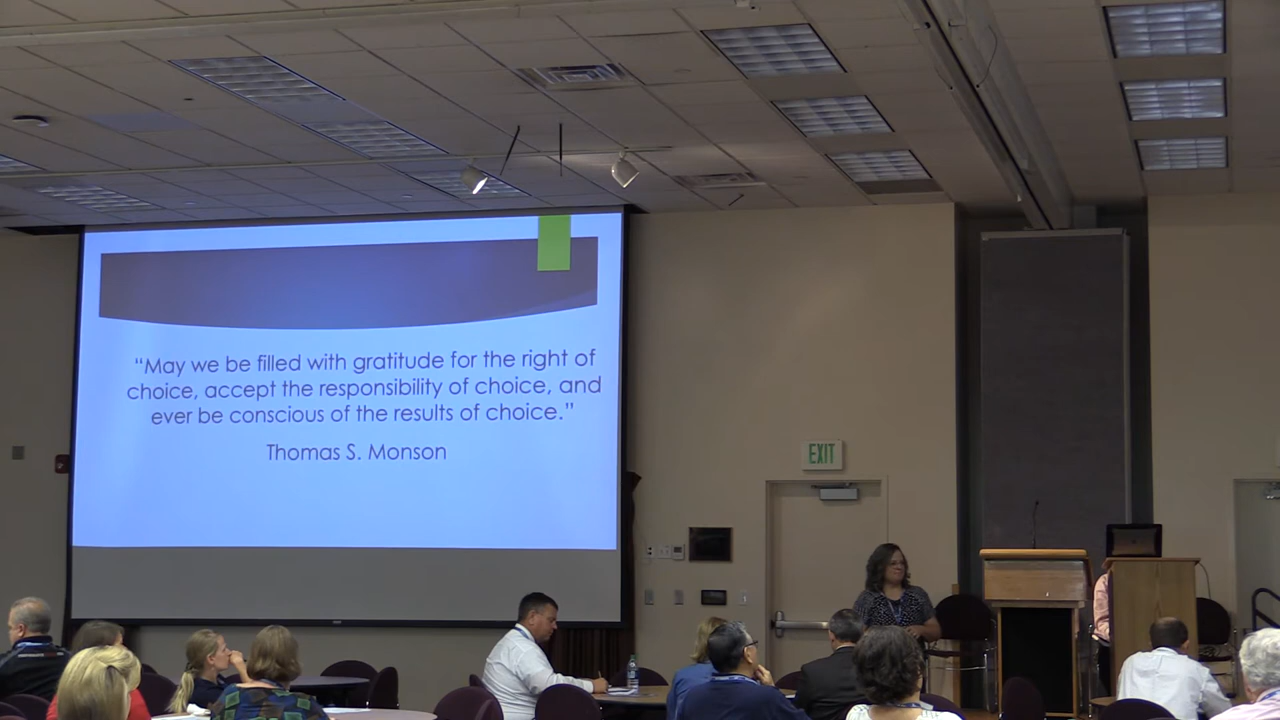 “May we be filled with gratitude for the right of
choice, accept the responsibility of choice, and
ever be conscious of the results of choice.”
Thomas S. Monson
EXIT